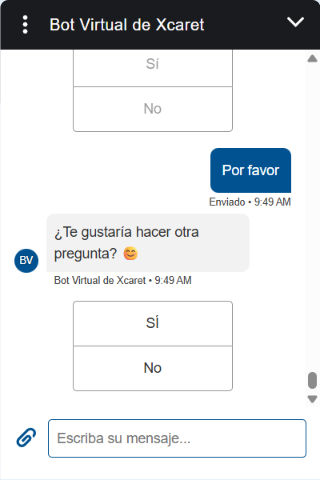 Bot Virtual de Xcaret
Sí
No
Por favor
Enviado • 9:49 AM
¿Te gustaría hacer otra
pregunta? 😊
BV
Bot Virtual de Xcaret • 9:49 AM
SÍ
No
Escriba su mensaje...